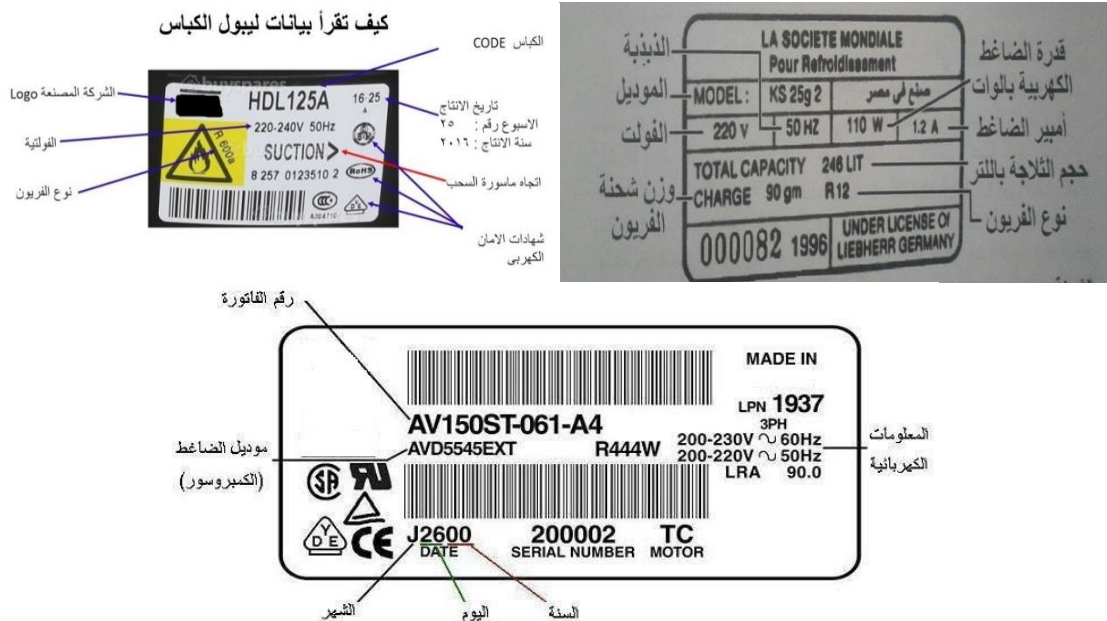 كيف تقرأ بيانات ليبول الكباس
الكباس CODE
buyspares
الشركة المصنعة Logo
HDL125A
16-25
A
تاريخ الانتاج
الاسبوع رقم : ٢٥
سنة الانتاج : ٢٠١٦
الفولتية
220-240V 50Hz
R 600a
SUCTION>
نوع الفريون
اتجاه ماسورة السحب
8 257 0123510 2
RoHS
A004710
شهادات الامان
الكهربى
الذبذبة
الموديل
الفولت
وزن شحنة
الفريون
LA SOCIETE MONDIALE
Pour Refroidissement
MODEL : KS 25g 2 صنع في مصر
220 V 50 HZ 110 W 1.2 A
TOTAL CAPACITY 246 LIT
CHARGE 90 gm R12
000082 1996
UNDER LICENSE OF
LIEBHERR GERMANY
قدرة الضاغط
الكهربية بالوات
أمبير الضاغط
حجم الثلاجة باللتر
نوع الفريون
رقم الفاتورة
MADE IN
LPN 1937
3PH
AV150ST-061-A4
AVD5545EXT R444W
200-230V ~ 60Hz
200-220V ~ 50Hz
LRA 90.0
المعلومات
الكهربائية
موديل الضاغط
(الكمبروسور)
J2600 200002 TC
DATE SERIAL NUMBER MOTOR
الشهر اليوم السنة